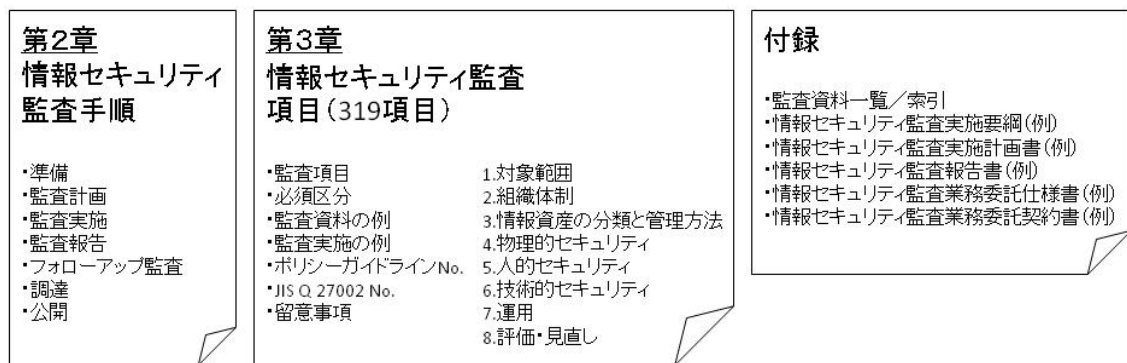 第2章
情報セキュリティ
監査手順
・準備
・監査計画
・監査実施
・監査報告
・フォローアップ監査
・調達
・公開
第3章
情報セキュリティ監査
項目(319項目)
・監査項目
・必須区分
・監査資料の例
・監査実施の例
・ポリシーガイドラインNo.
・JIS Q 27002 No.
・留意事項
1.対象範囲
2.組織体制
3.情報資産の分類と管理方法
4.物理的セキュリティ
5.人的セキュリティ
6.技術的セキュリティ
7.運用
8.評価・見直し
付録
・監査資料一覧／索引
・情報セキュリティ監査実施要綱(例)
・情報セキュリティ監査実施計画書(例)
・情報セキュリティ監査報告書(例)
・情報セキュリティ監査業務委託仕様書(例)
・情報セキュリティ監査業務委託契約書(例)